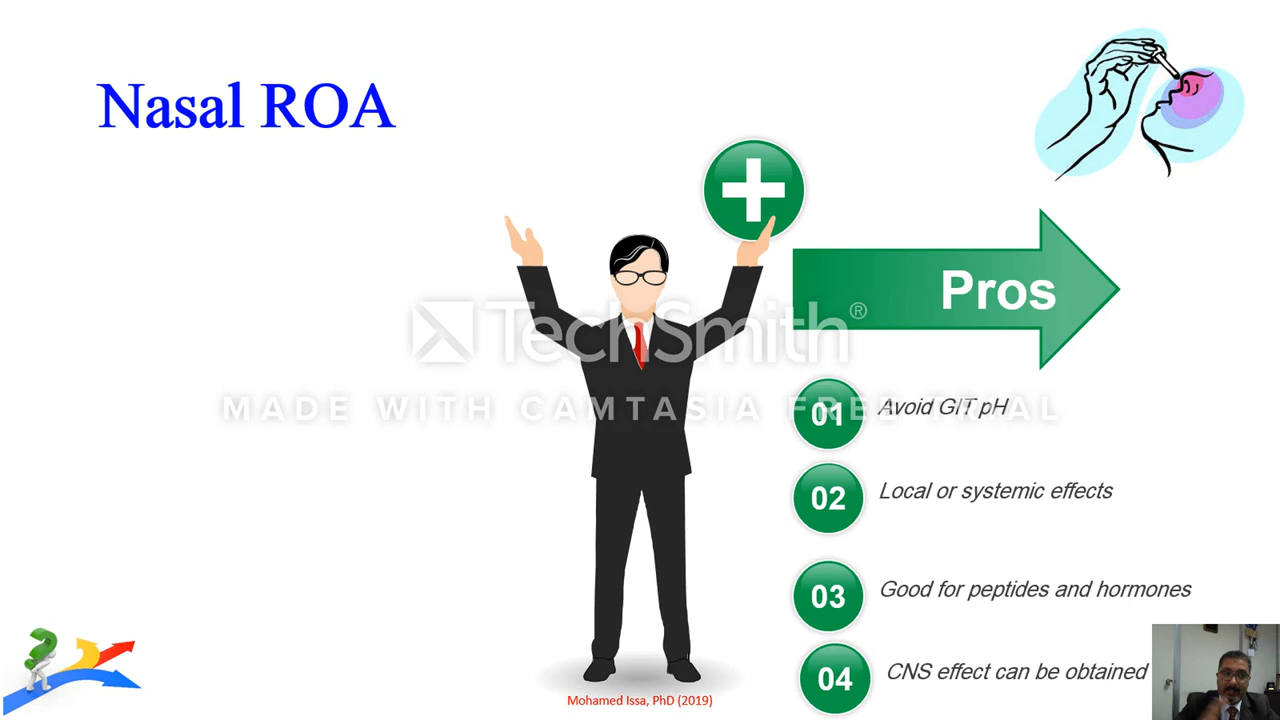 Nasal ROA
Pros
TechSmith®
MADE WITH CAMTASIA FREE TRIAL
01 Avoid GIT pH
02 Local or systemic effects
03 Good for peptides and hormones
04 CNS effect can be obtained
Mohamed Issa, PhD (2019)